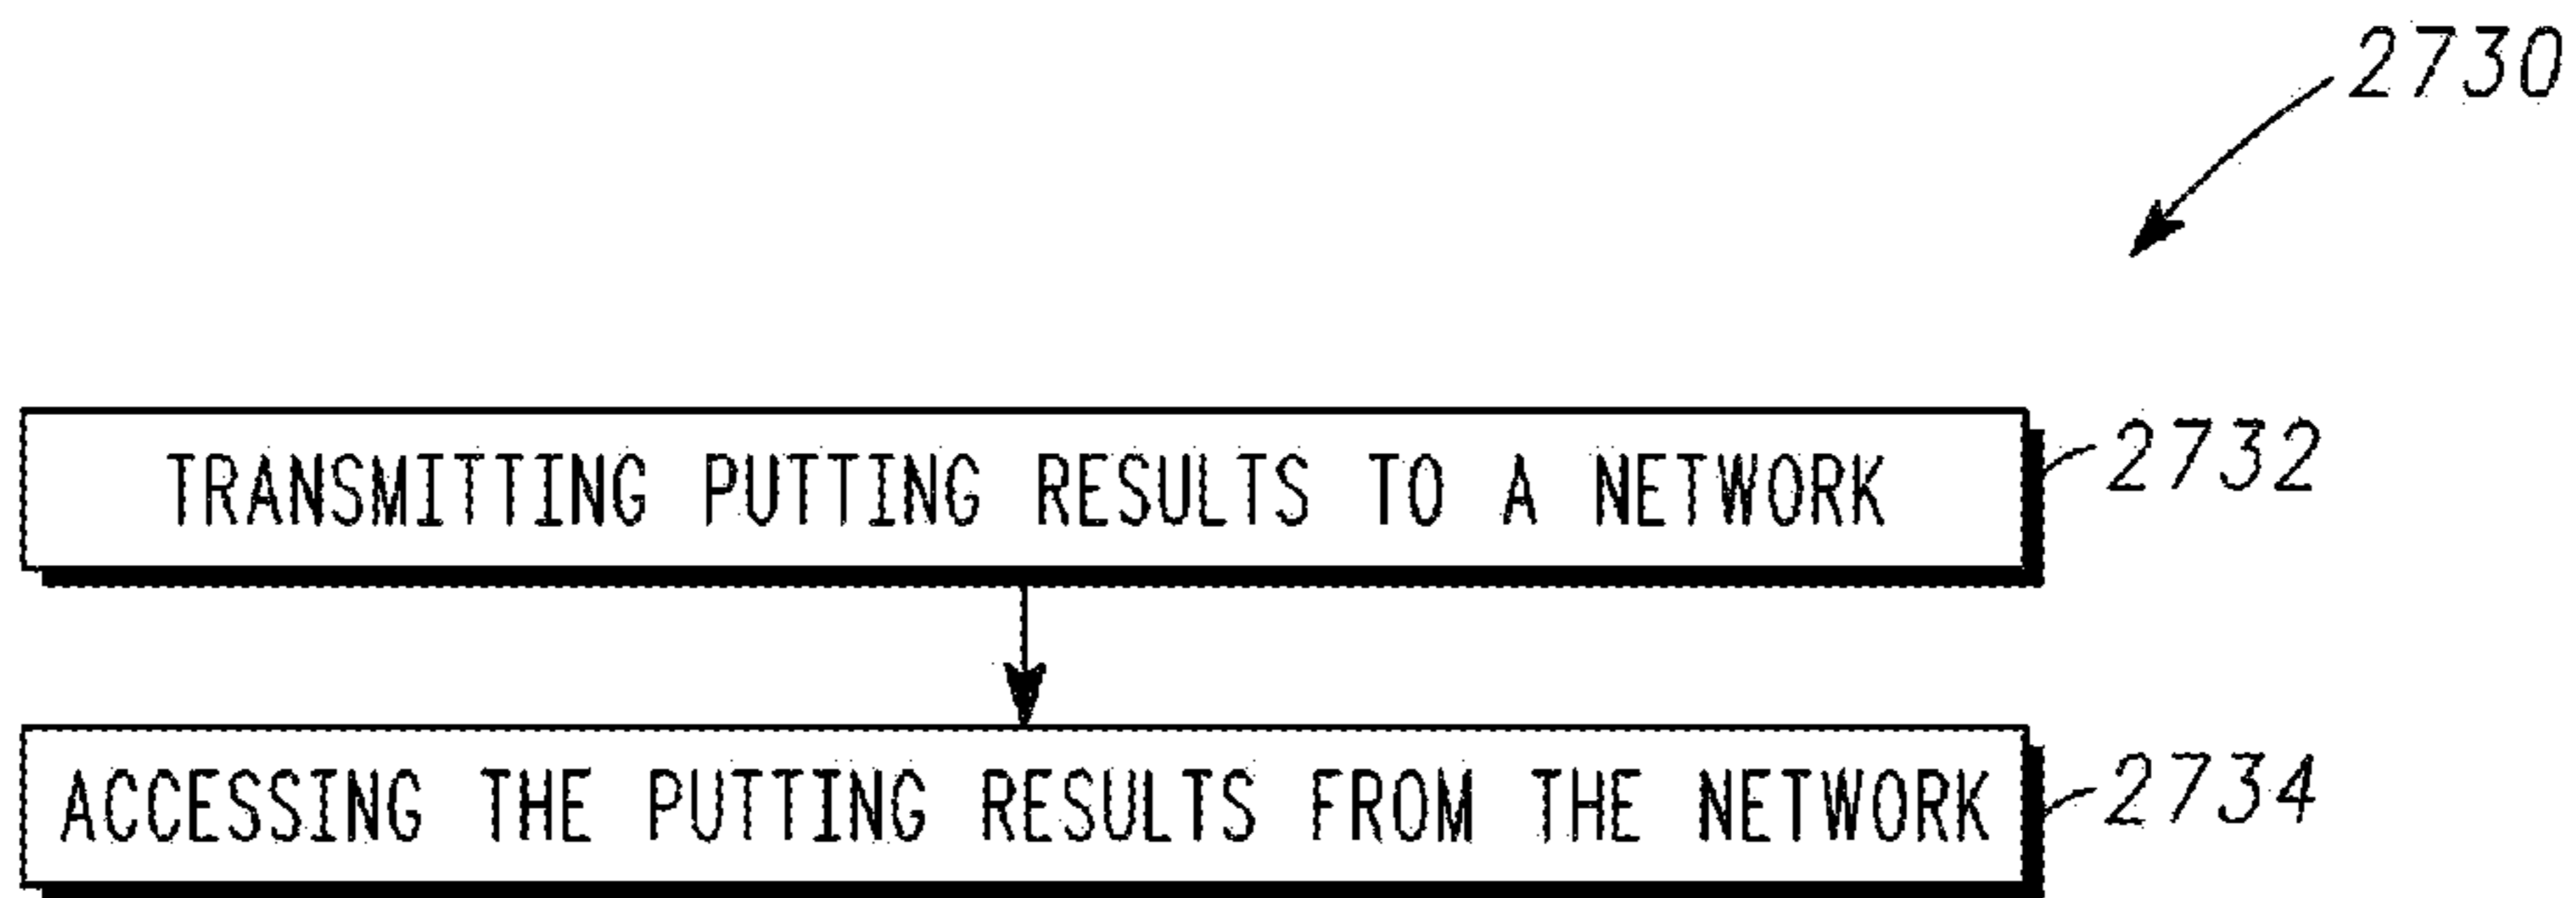 2730
TRANSMITTING PUTTING RESULTS TO A NETWORK 2732
ACCESSING THE PUTTING RESULTS FROM THE NETWORK 2734